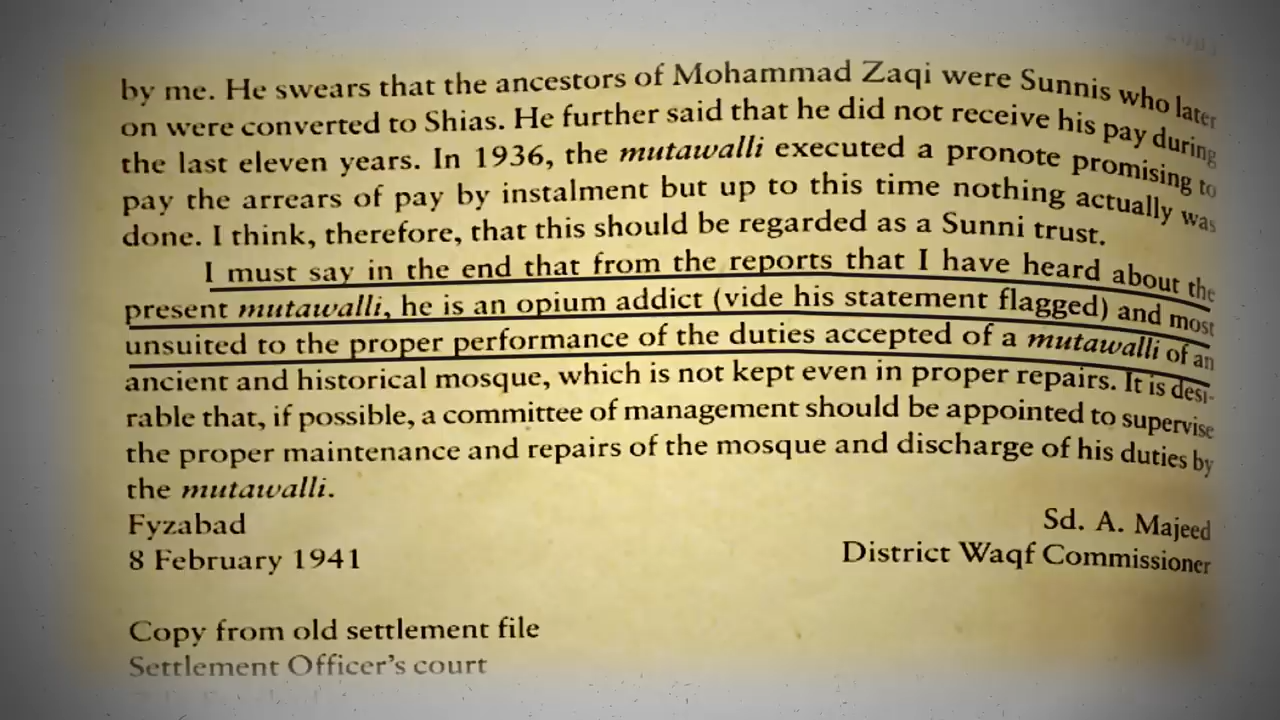 by me. He swears that the ancestors of Mohammad Zaqi were Sunnis who later
on were converted to Shias. He further said that he did not receive his pay during
the last eleven years. In 1936, the mutawalli executed a pronote promising to
pay the arrears of pay by instalment but up to this time nothing actually was
done. I think, therefore, that this should be regarded as a Sunni trust.
I must say in the end that from the reports that I have heard about the
present mutawalli, he is an opium addict (vide his statement flagged) and most
unsuited to the proper performance of the duties accepted of a mutawalli of an
ancient and historical mosque, which is not kept even in proper repairs. It is desi-
rable that, if possible, a committee of management should be appointed to supervise
the proper maintenance and repairs of the mosque and discharge of his duties by
the mutawalli.
Fyzabad
Sd. A. Majeed
8 February 1941
District Waqf Commissioner
Copy from old settlement file
Settlement Officer's court